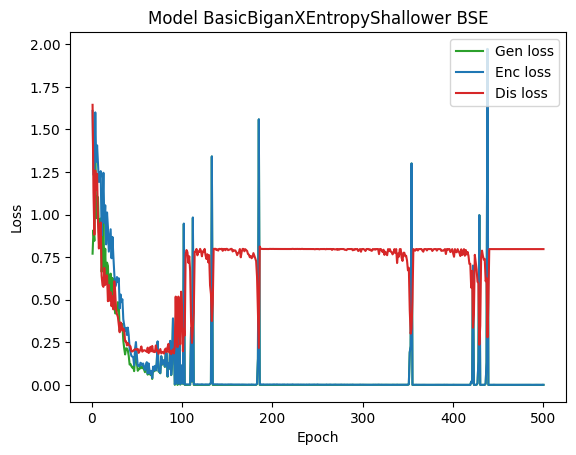 Model BasicBiganXEntropyShallower BSE
Gen loss
Enc loss
Dis loss
2.00
1.75
1.50
1.25
1.00
0.75
0.50
0.25
0.00
Loss
0 100 200 300 400 500
Epoch